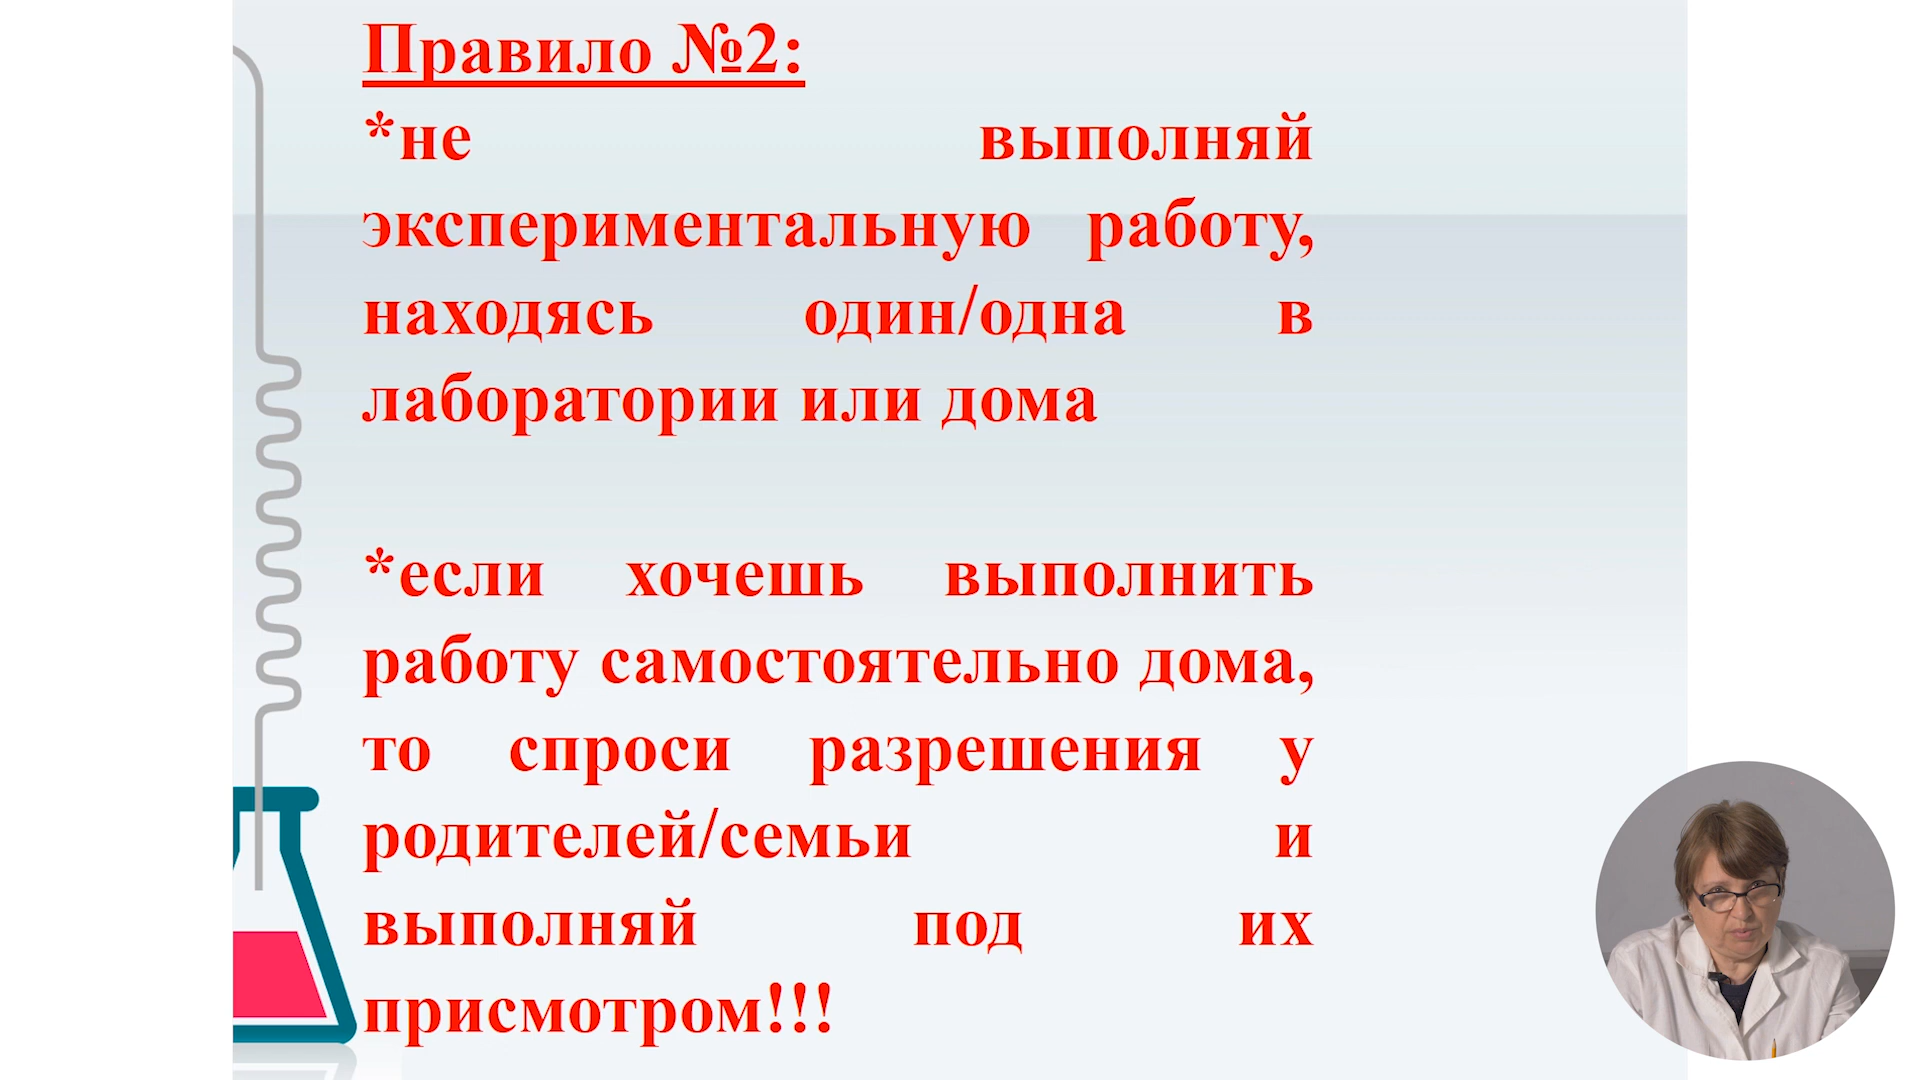 Правило №2:
*не выполняй
экспериментальную работу,
находясь один/одна в
лаборатории или дома
*если хочешь выполнить
работу самостоятельно дома,
то спроси разрешения у
родителей/семьи и
выполняй под их
присмотром!!!